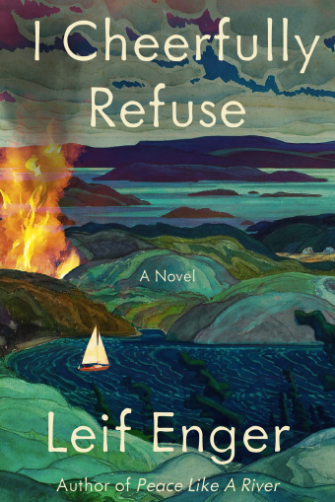 I Cheerfully
Refuse
A Novel
Leif Enger
Author of Peace Like A River